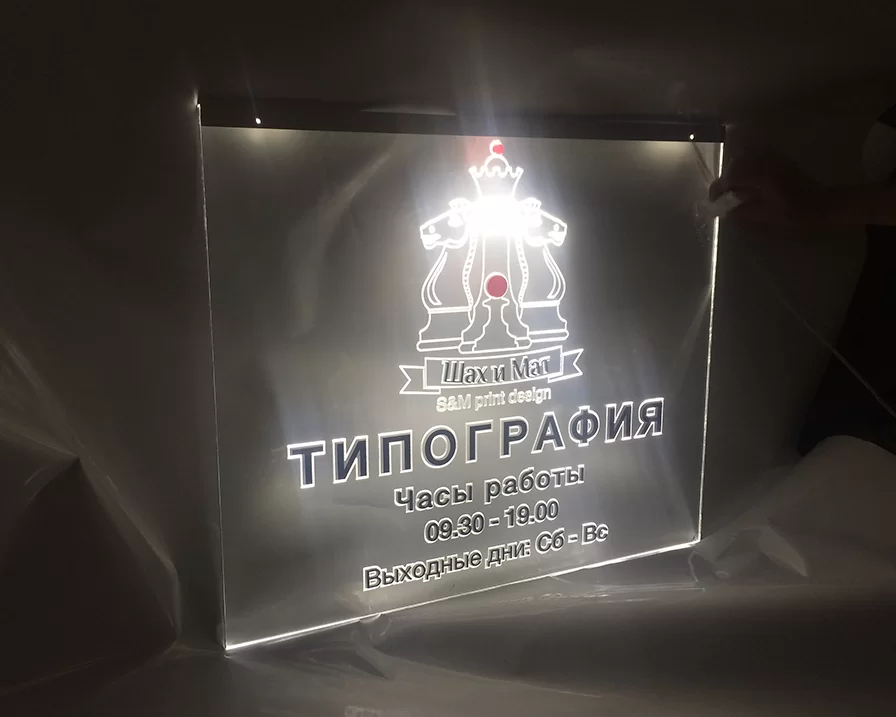 Шах и Мат
S&M print design
ТИПОГРАФИЯ
Часы работы
09.30 - 19.00
Выходные дни: Сб - Вс